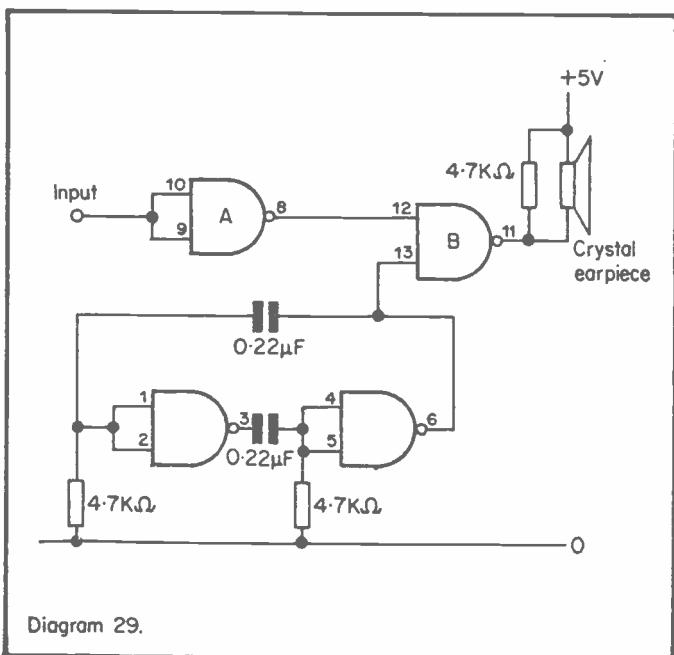 +5V
4·7KΩ
Input
10
9
A
8
12
13
B
11
Crystal
earpiece
0·22µF
1
2
3
4
5
6
0·22µF
4·7KΩ
4·7KΩ
0
Diagram 29.